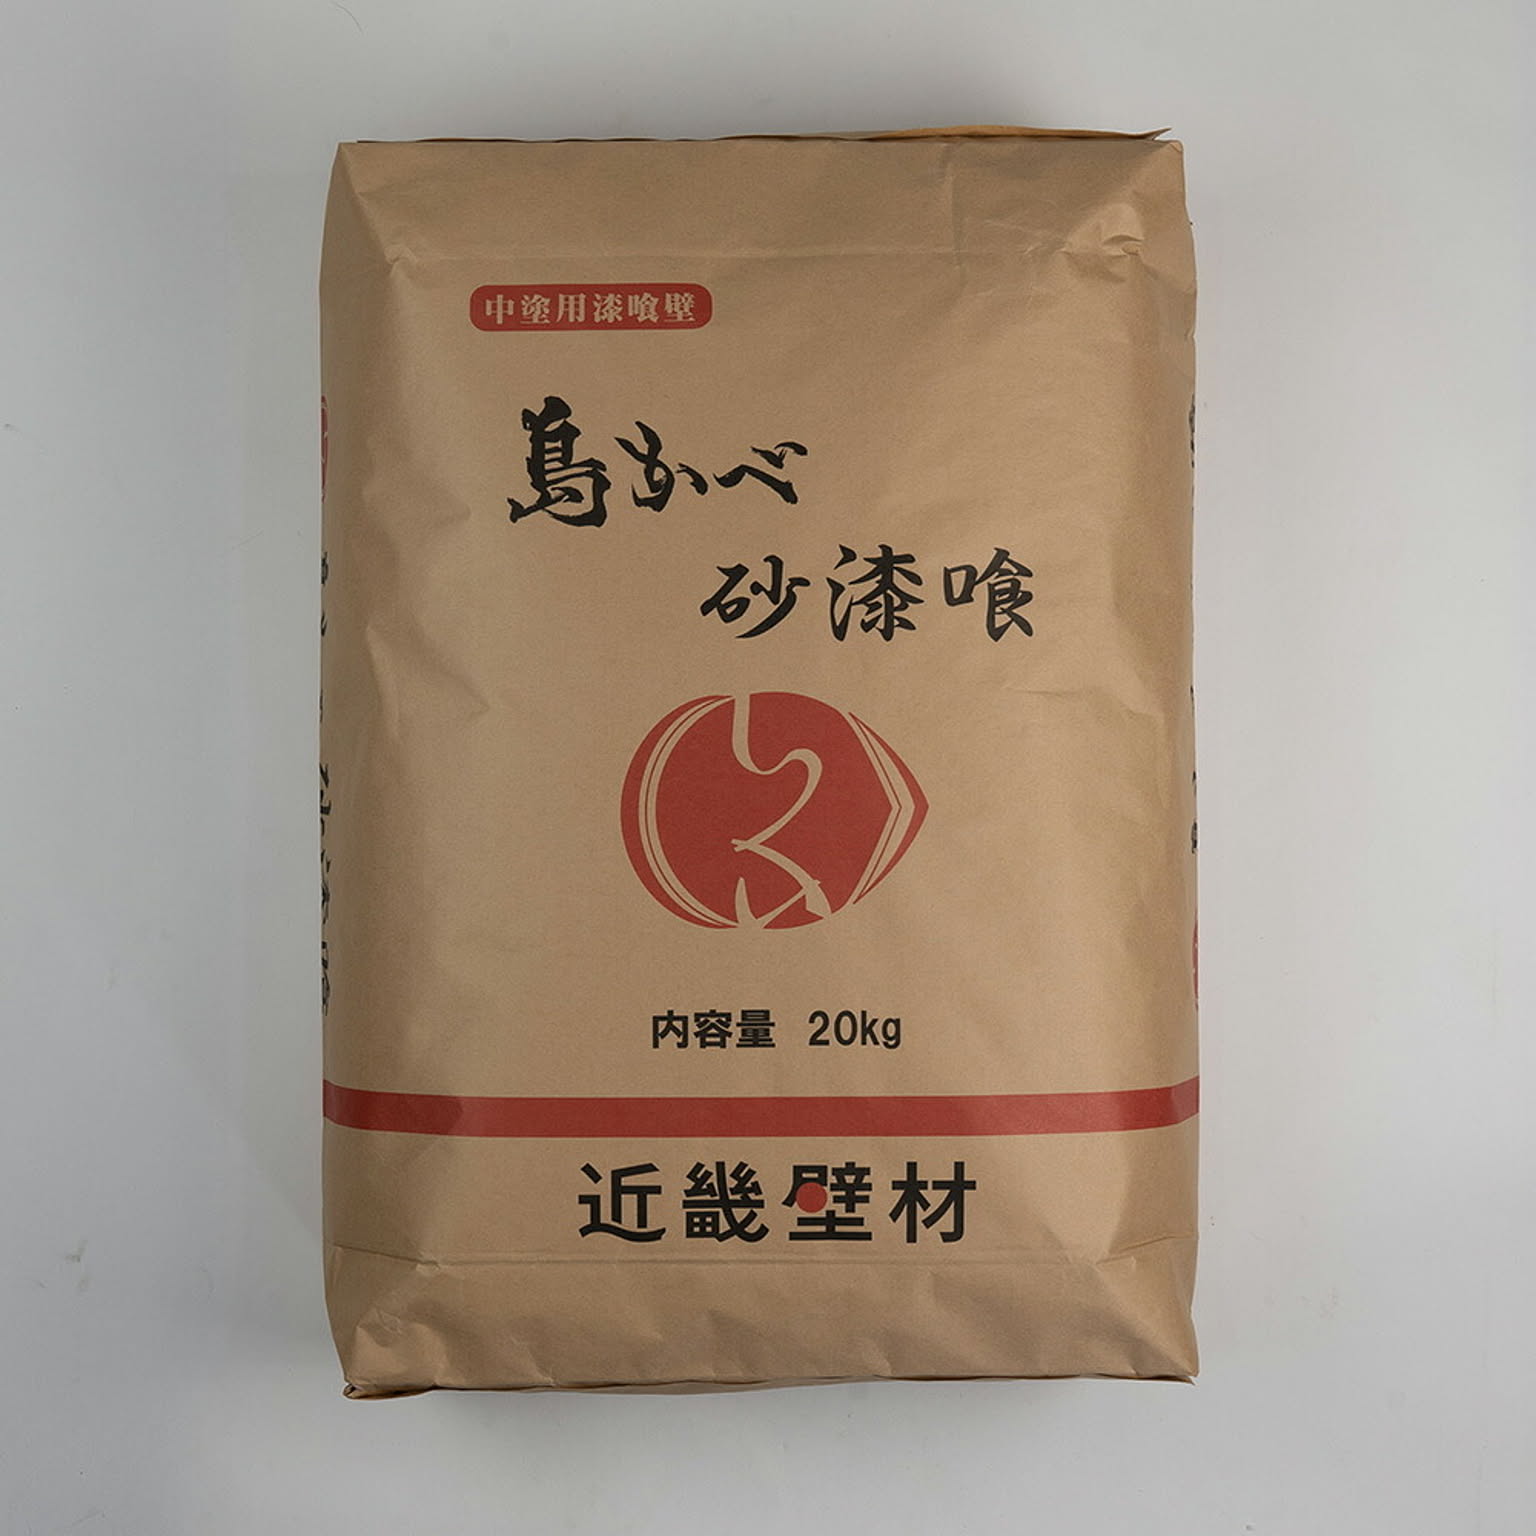 中塗用漆喰壁
島かべ
砂漆喰
内容量 20kg
近畿壁材